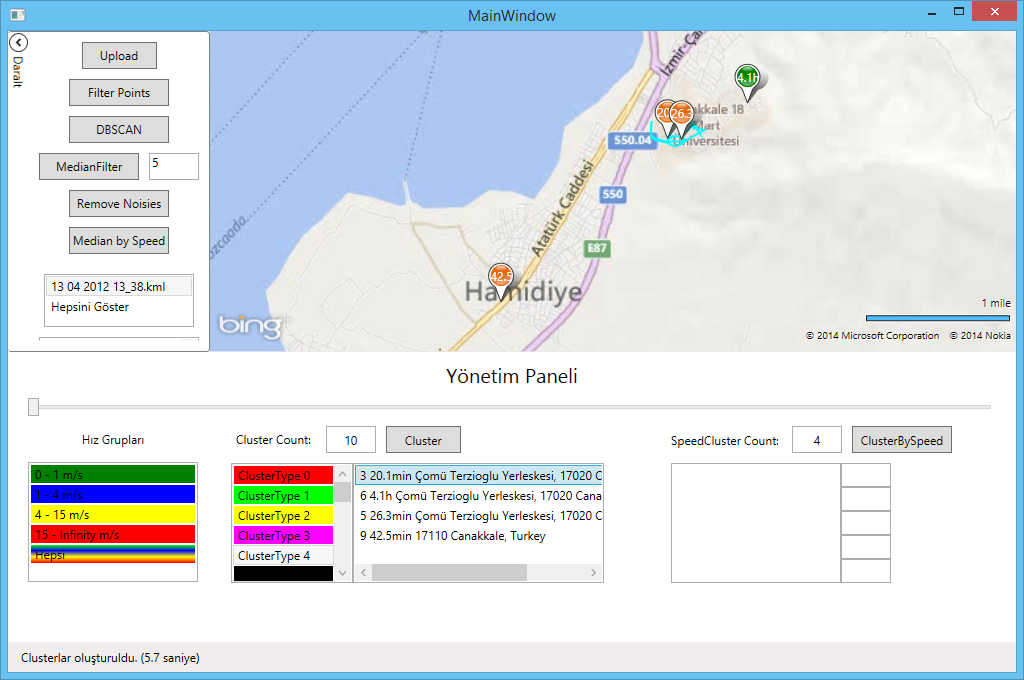 MainWindow
Daralt
Upload
Filter Points
DBSCAN
MedianFilter
5
Remove Noisies
Median by Speed
13 04 2012 13_38.kml
Hepsini Göster
ozcaada
İzmir-Ça
4.1h
20
26.3
kkale 18
Mart
Üniversitesi
550.04
550
Atatürk Caddesi
E87
42.5
Hamidiye
bing
1 mile
© 2014 Microsoft Corporation © 2014 Nokia
Yönetim Paneli
Hız Grupları
0 - 1 m/s
1 - 4 m/s
4 - 15 m/s
15 - Infinity m/s
Hepsi
Cluster Count:
10
Cluster
ClusterType 0
ClusterType 1
ClusterType 2
ClusterType 3
ClusterType 4
3 20.1min Çomü Terzioglu Yerleskesi, 17020 C
6 4.1h Çomü Terzioglu Yerleskesi, 17020 Cana
5 26.3min Çomü Terzioglu Yerleskesi, 17020 C
9 42.5min 17110 Canakkale, Turkey
SpeedCluster Count:
4
ClusterBySpeed
Clusterlar oluşturuldu. (5.7 saniye)